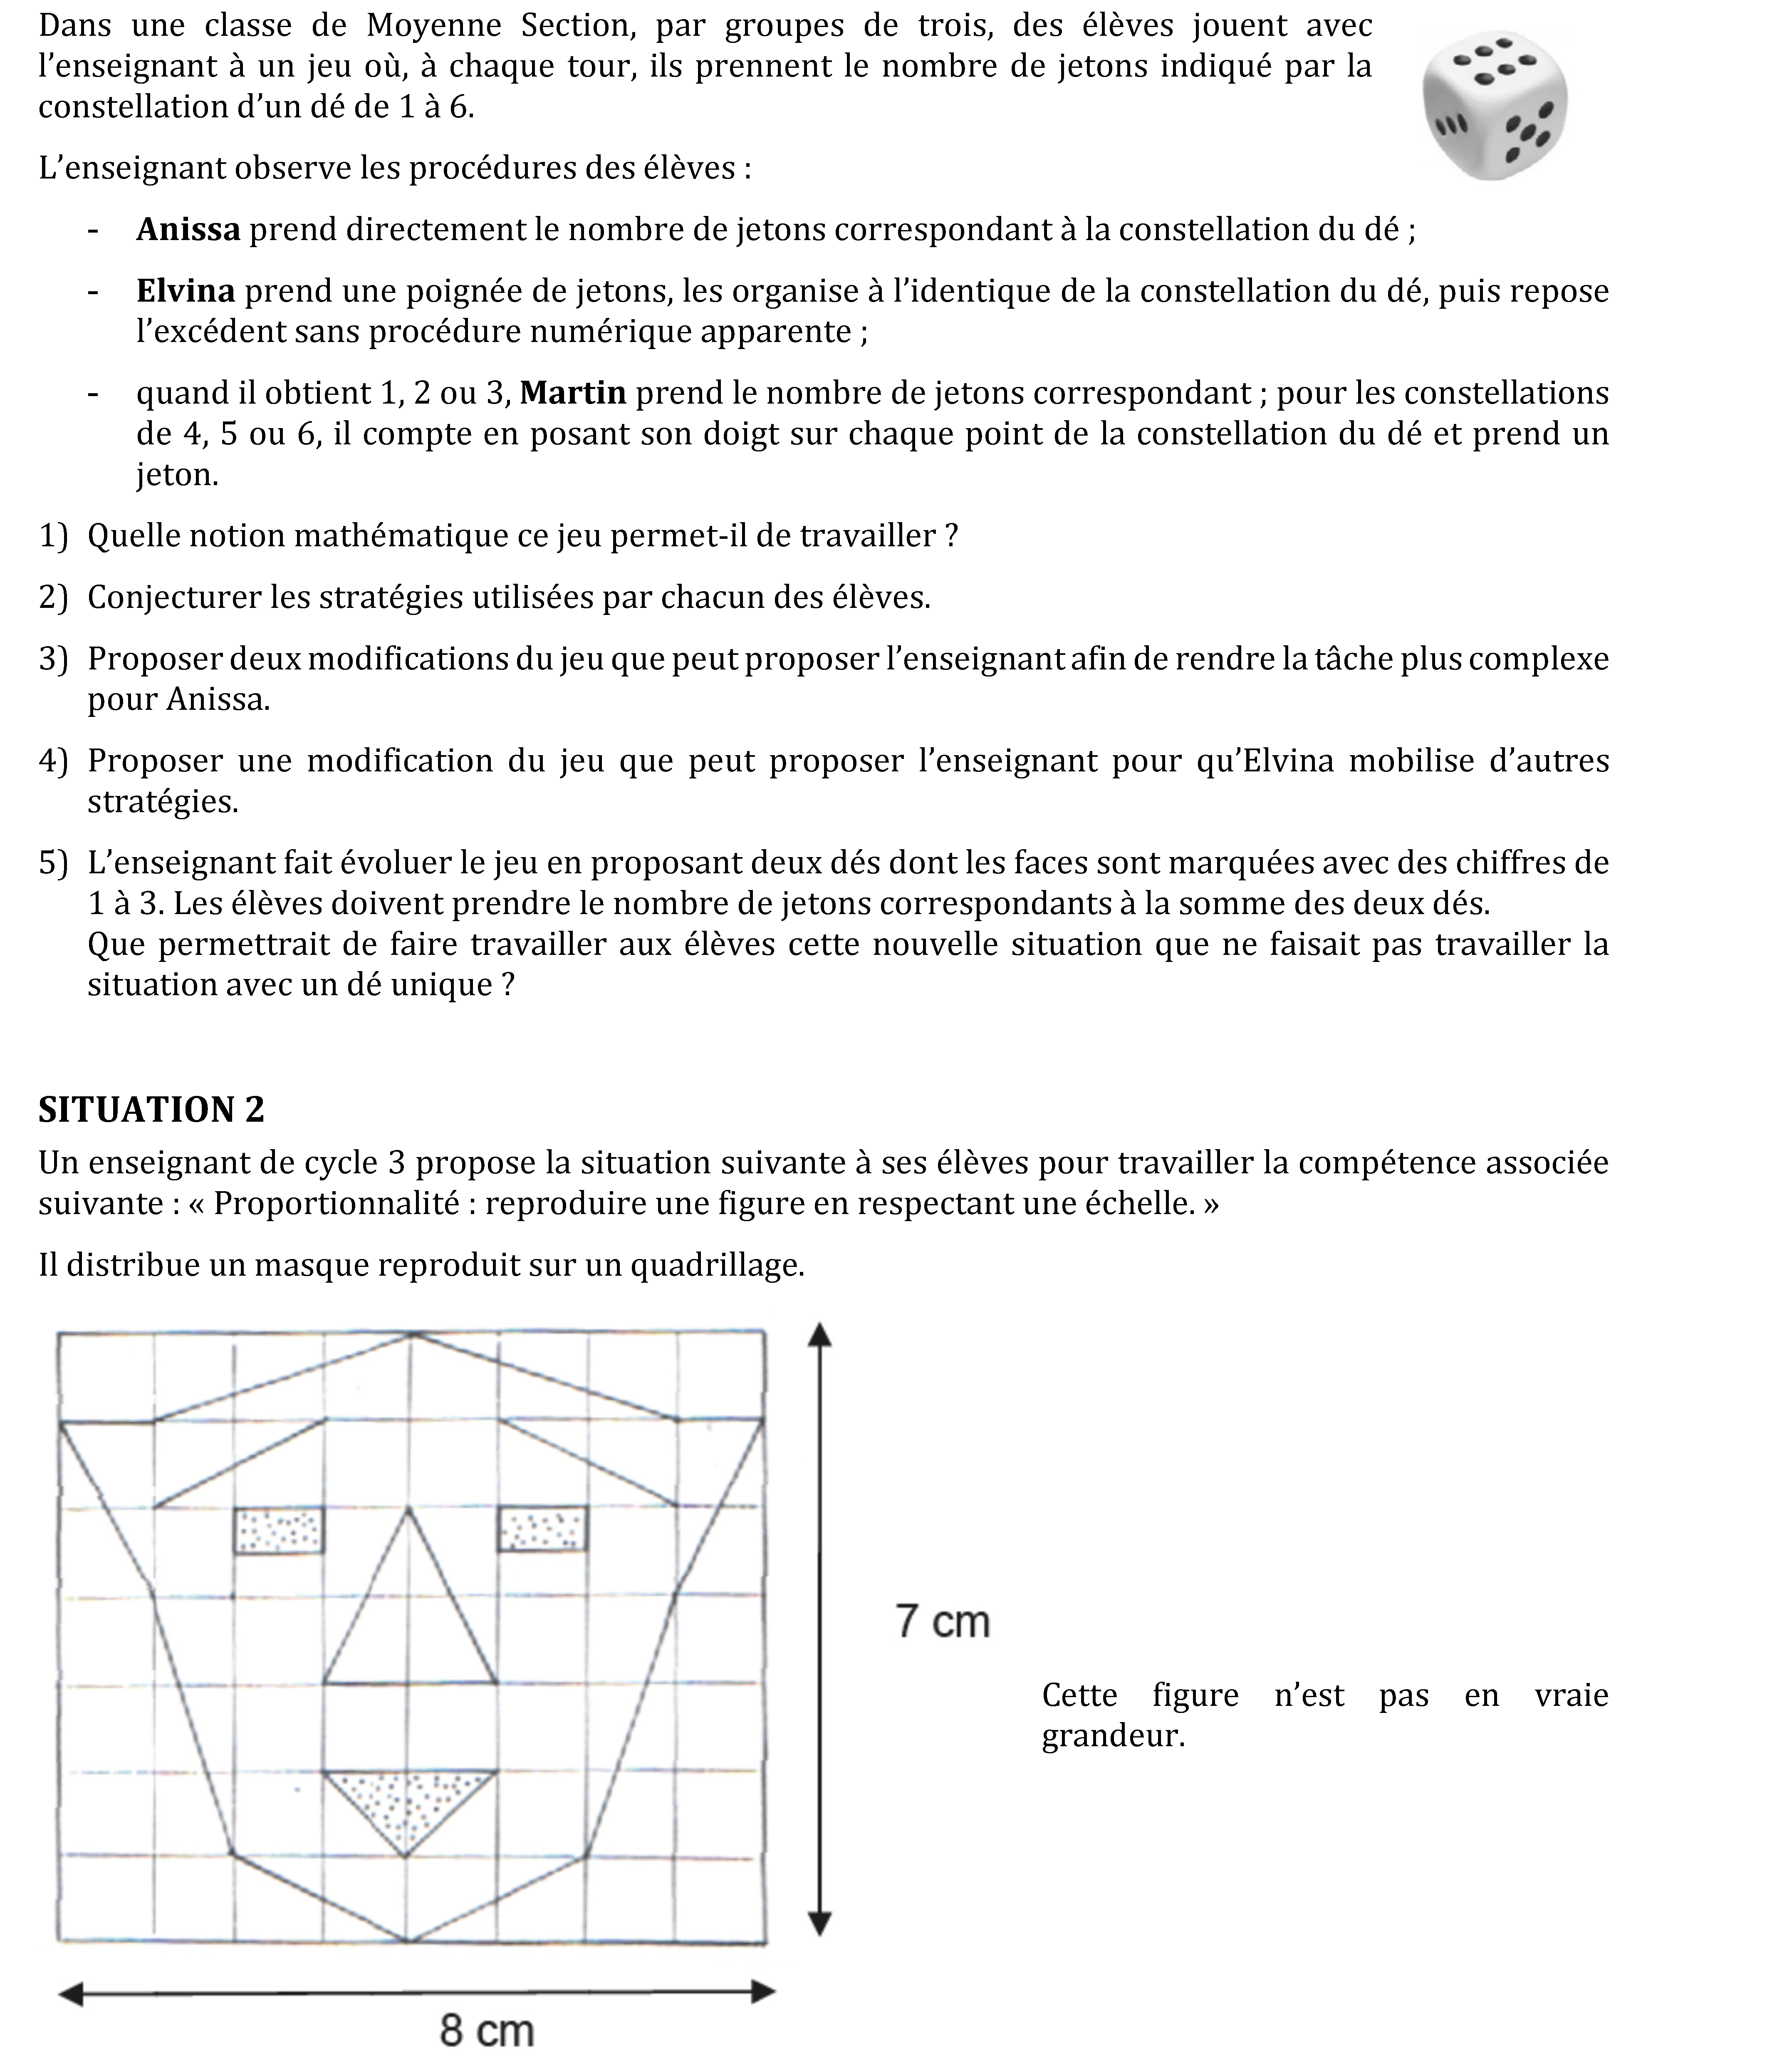 Dans une classe de Moyenne Section, par groupes de trois, des élèves jouent avec
l’enseignant à un jeu où, à chaque tour, ils prennent le nombre de jetons indiqué par la
constellation d’un dé de 1 à 6.
L’enseignant observe les procédures des élèves :
- Anissa prend directement le nombre de jetons correspondant à la constellation du dé ;
- Elvina prend une poignée de jetons, les organise à l’identique de la constellation du dé, puis repose
l’excédent sans procédure numérique apparente ;
- quand il obtient 1, 2 ou 3, Martin prend le nombre de jetons correspondant ; pour les constellations
de 4, 5 ou 6, il compte en posant son doigt sur chaque point de la constellation du dé et prend un
jeton.
1) Quelle notion mathématique ce jeu permet-il de travailler ?
2) Conjecturer les stratégies utilisées par chacun des élèves.
3) Proposer deux modifications du jeu que peut proposer l’enseignant afin de rendre la tâche plus complexe
pour Anissa.
4) Proposer une modification du jeu que peut proposer l’enseignant pour qu’Elvina mobilise d’autres
stratégies.
5) L’enseignant fait évoluer le jeu en proposant deux dés dont les faces sont marquées avec des chiffres de
1 à 3. Les élèves doivent prendre le nombre de jetons correspondants à la somme des deux dés.
Que permettrait de faire travailler aux élèves cette nouvelle situation que ne faisait pas travailler la
situation avec un dé unique ?
SITUATION 2
Un enseignant de cycle 3 propose la situation suivante à ses élèves pour travailler la compétence associée
suivante : « Proportionnalité : reproduire une figure en respectant une échelle. »
Il distribue un masque reproduit sur un quadrillage.
7 cm
Cette figure n’est pas en vraie
grandeur.
8 cm